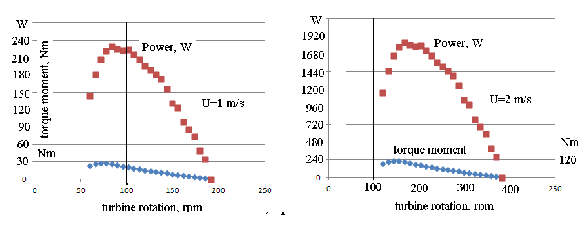 W
240
210
180
150
120
90
60
30
0
torque moment, Nm
Nm
Power, W
U=1 m/s
0 50 100 150 200 250
turbine rotation, rpm
W
1920
1680
1440
1200
960
720
480
240
0
Power, W
U=2 m/s
torque moment
Nm
120
0 100 200 300 400 250
turbine rotation, rpm